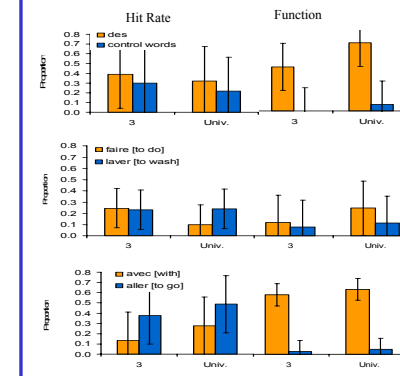 Hit Rate Function
Proportion
0.8
0.7
0.6
0.5
0.4
0.3
0.2
0.1
0.0
des
control words
3 Univ. 3 Univ.
Proportion
0.8
0.7
0.6
0.5
0.4
0.3
0.2
0.1
0.0
faire [to do]
laver [to wash]
3 Univ. 3 Univ.
Proportion
0.8
0.7
0.6
0.5
0.4
0.3
0.2
0.1
0.0
avec [with]
aller [to go]
3 Univ. 3 Univ.